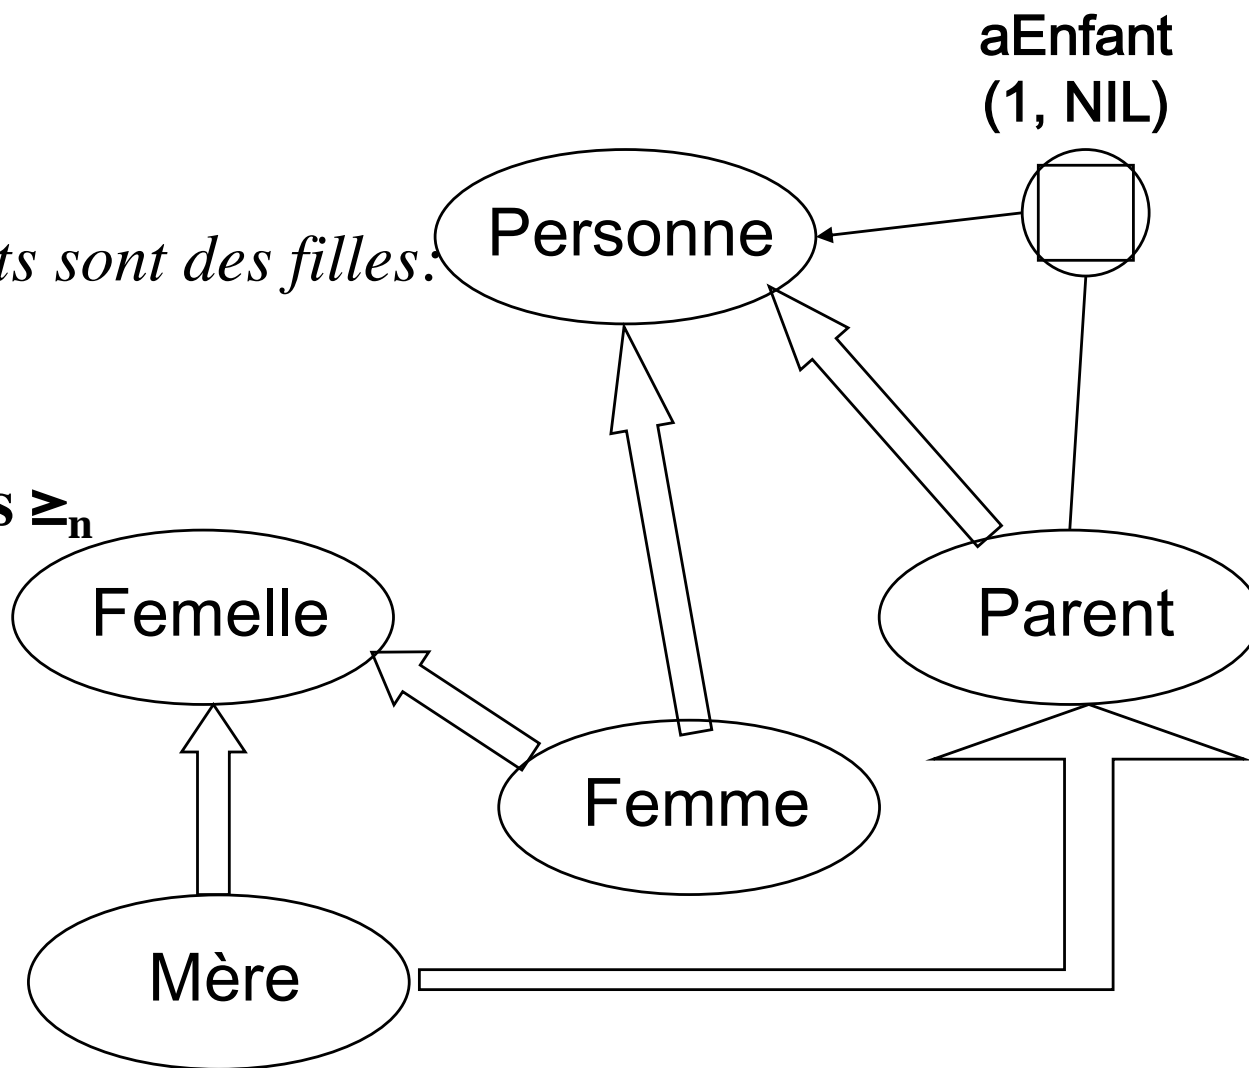 aEnfant
(1, NIL)
Personne
ts sont des filles:
s ≥n
Femelle
Parent
Femme
Mère